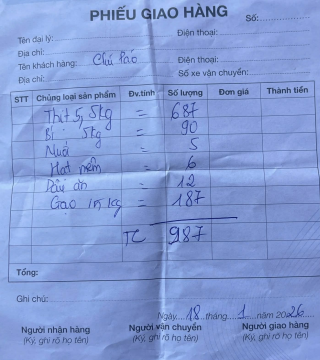 PHIẾU GIAO HÀNG
Số:
Tên đại lý: Điện thoại:
Địa chỉ:
Tên khách hàng: Chú Páo Điện thoại:
Địa chỉ: Số xe vận chuyển:
STT Chủng loại sản phẩm Đv.tính Số lượng Đơn giá Thành tiền
Thịt 5,5kg = 687
Bí 5kg = 90
Muối = 5
Hạt nêm = 6
Dầu ăn = 12
Gạo kg = 187
TC 987
Tổng:
Ghi chú:
Ngày 18 tháng 1 năm 2026
Người nhận hàng Người vận chuyển Người giao hàng
(Ký, ghi rõ họ tên) (Ký, ghi rõ họ tên) (Ký, ghi rõ họ tên)